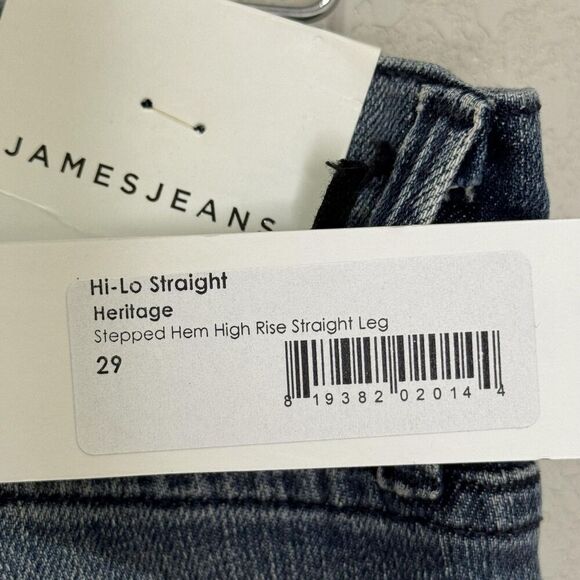 JAMESJEANS
Hi-Lo Straight
Heritage
Stepped Hem High Rise Straight Leg
29
8 19382 02014 4